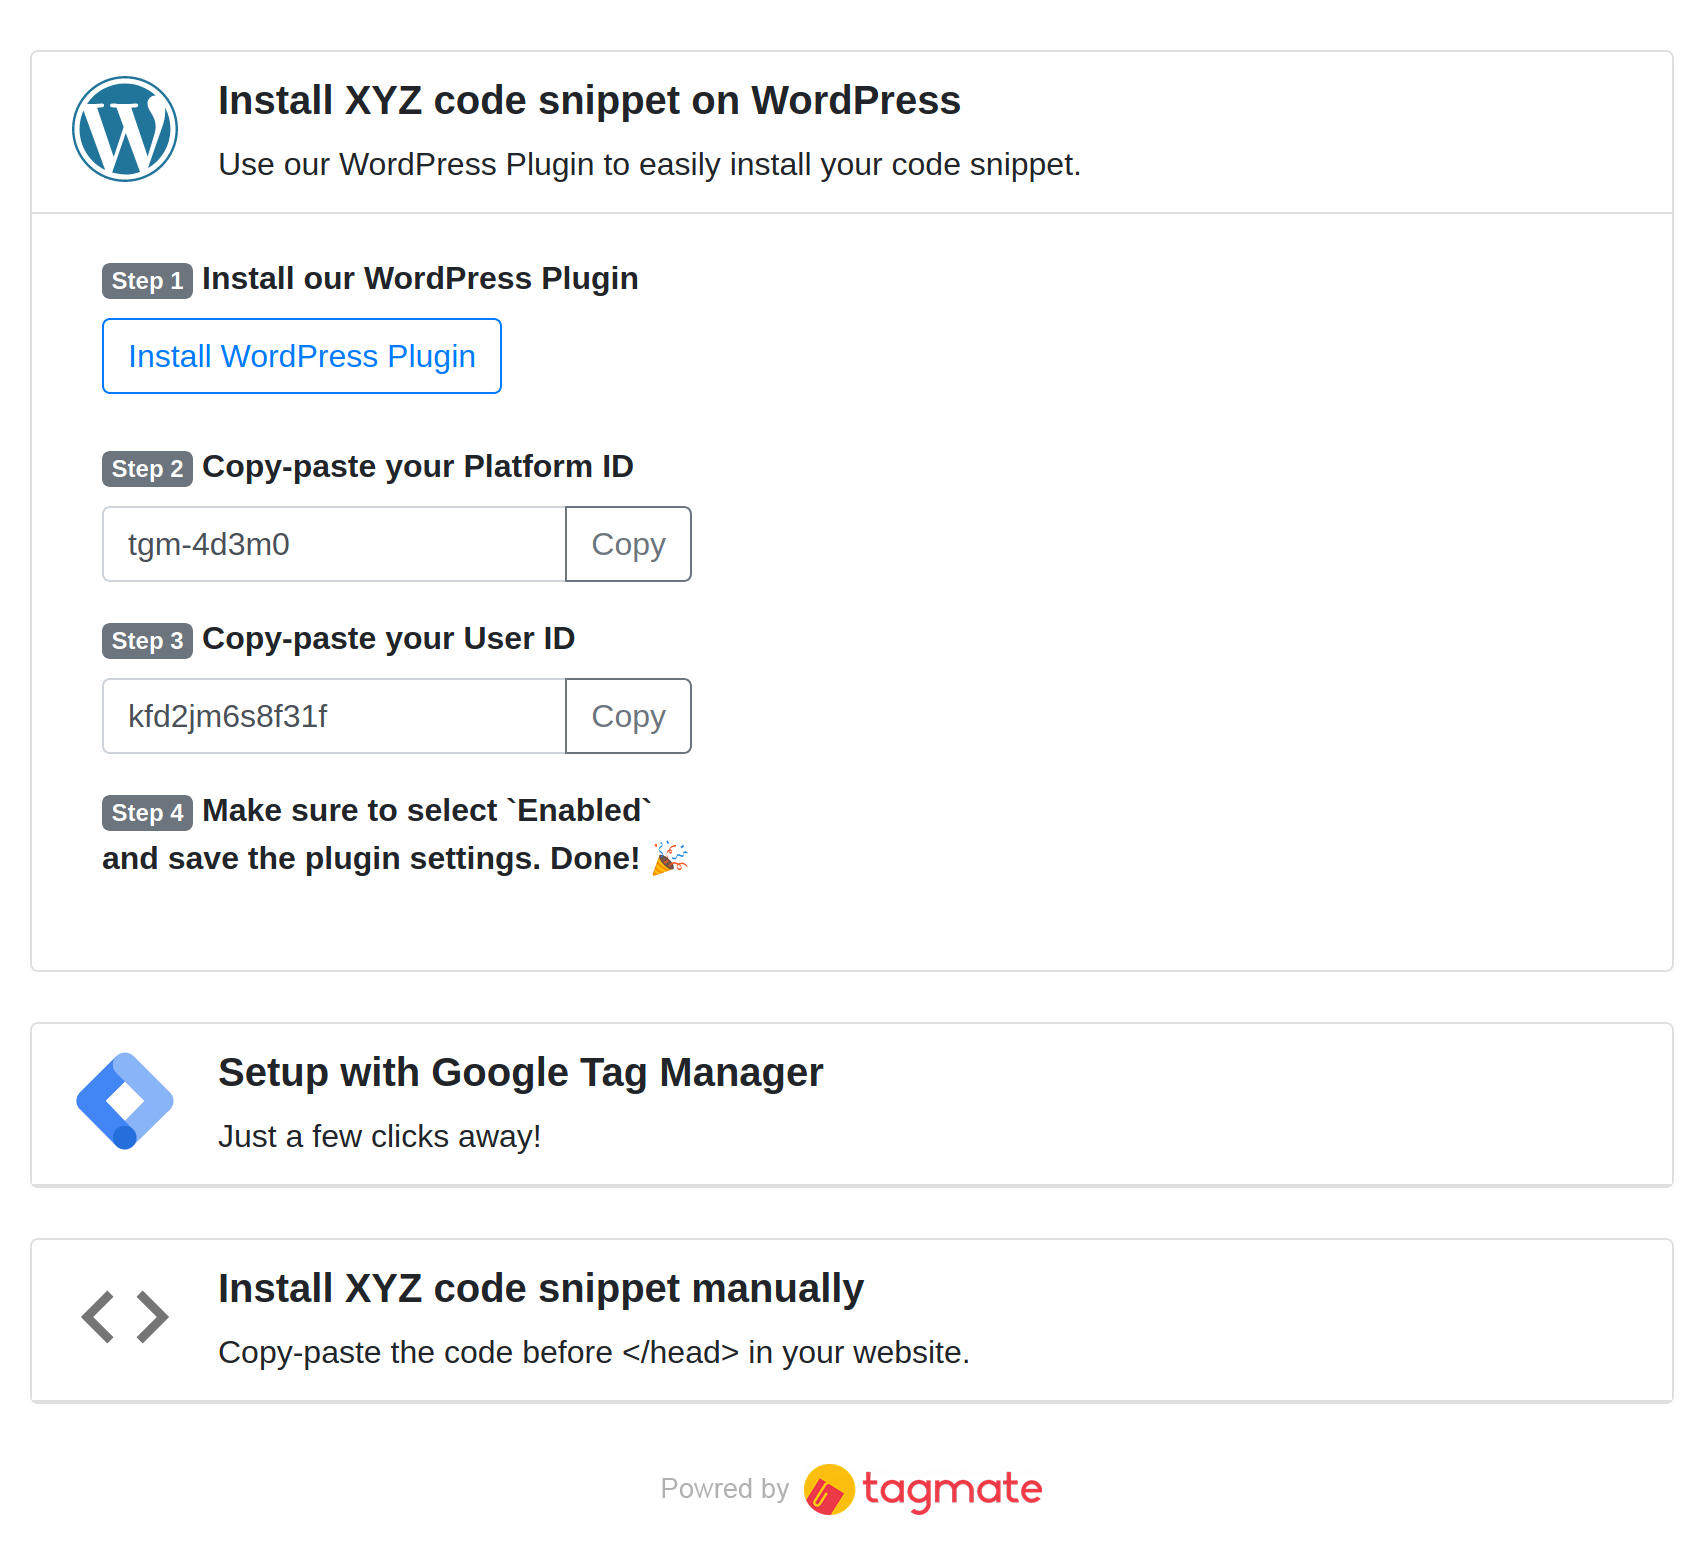 Install XYZ code snippet on WordPress
Use our WordPress Plugin to easily install your code snippet.
Step 1 Install our WordPress Plugin
Install WordPress Plugin
Step 2 Copy-paste your Platform ID
tgm-4d3m0 Copy
Step 3 Copy-paste your User ID
kfd2jm6s8f31f Copy
Step 4 Make sure to select `Enabled`
and save the plugin settings. Done! 🎉
Setup with Google Tag Manager
Just a few clicks away!
Install XYZ code snippet manually
Copy-paste the code before </head> in your website.
Powred by tagmate